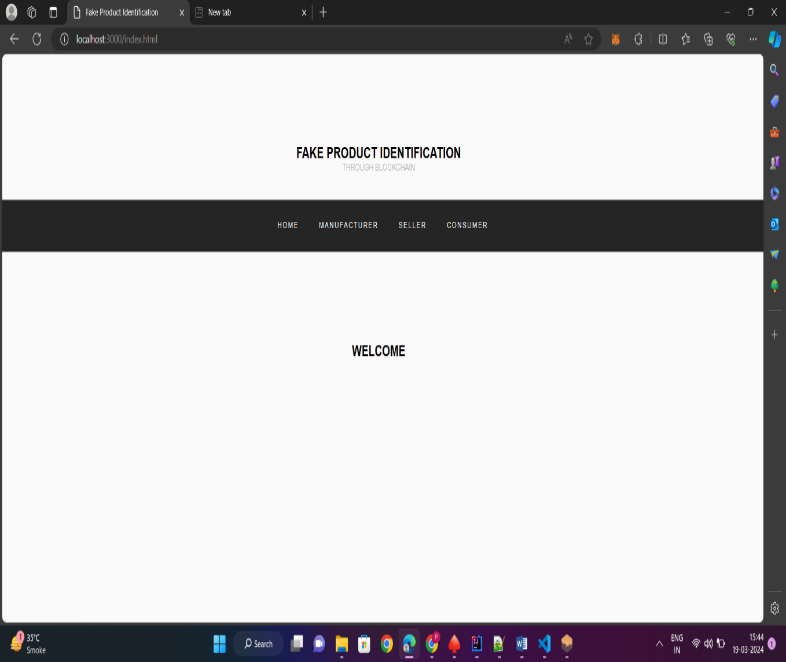 Fake Product Identification
New tab
localhost:3000/index.html
FAKE PRODUCT IDENTIFICATION
THROUGH BLOCKCHAIN
HOME MANUFACTURER SELLER CONSUMER
WELCOME
35°C
Smoke
Search
ENG
IN
15:44
19-03-2024